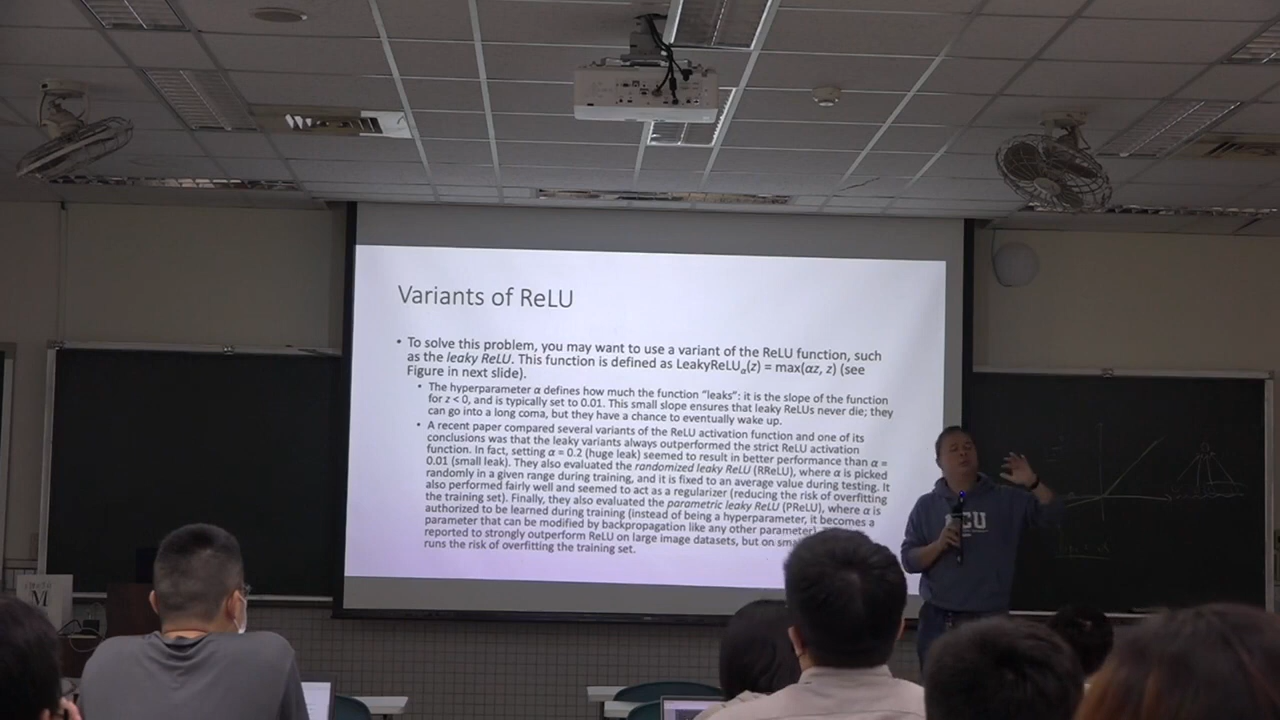 Variants of ReLU
• To solve this problem, you may want to use a variant of the ReLU function, such
as the leaky ReLU. This function is defined as LeakyReLUα(z) = max(αz, z) (see
Figure in next slide).
• The hyperparameter α defines how much the function “leaks”: it is the slope of the function
for z < 0, and is typically set to 0.01. This small slope ensures that leaky ReLUs never die; they
can go into a long coma, but they have a chance to eventually wake up.
• A recent paper compared several variants of the ReLU activation function and one of its
conclusions was that the leaky variants always outperformed the strict ReLU activation
function. In fact, setting α = 0.2 (huge leak) seemed to result in better performance than α =
0.01 (small leak). They also evaluated the randomized leaky ReLU (RReLU), where α is picked
randomly in a given range during training, and it is fixed to an average value during testing. It
also performed fairly well and seemed to act as a regularizer (reducing the risk of overfitting
the training set). Finally, they also evaluated the parametric leaky ReLU (PReLU), where α is
authorized to be learned during training (instead of being a hyperparameter, it becomes a
parameter that can be modified by backpropagation like any other parameter).
reported to strongly outperform ReLU on large image datasets, but on
runs the risk of overfitting the training set.
CU
M